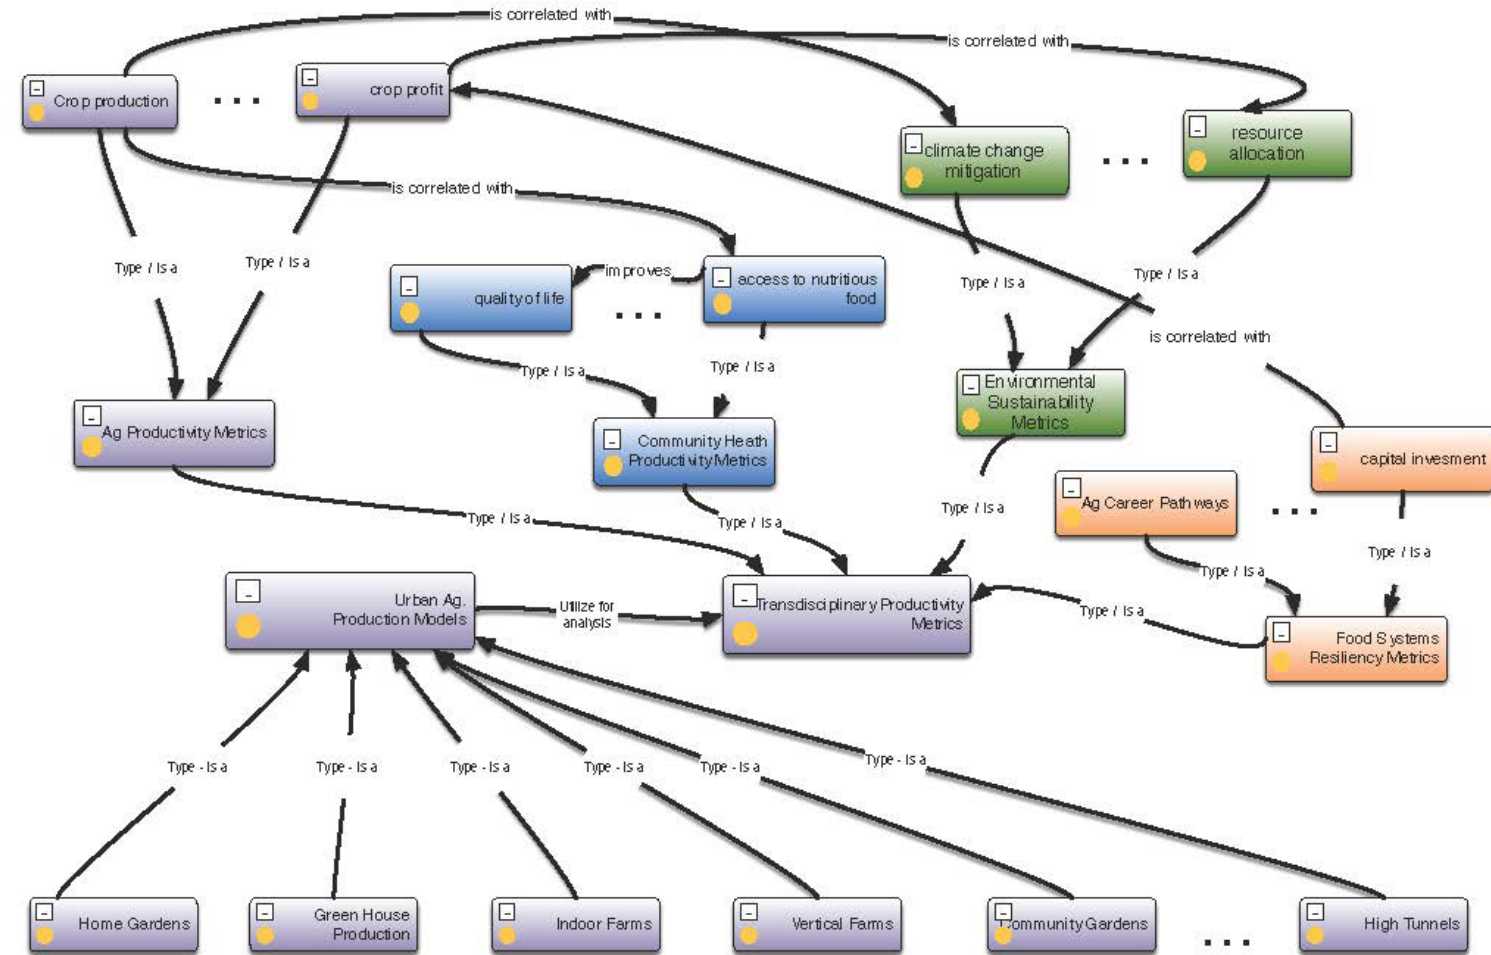 is correlated with
is correlated with
Crop production
. . .
crop profit
climate change
mitigation
. . .
resource
allocation
is correlated with
Type / Is a
Type / Is a
quality of life
improves
. . .
access to nutritious
food
Type / Is a
Type / Is a
is correlated with
Type / Is a
Type / Is a
Ag Productivity Metrics
Community Heath
Productivity Metrics
Environmental
Sustainability
Metrics
capital invesment
Ag Career Pathways
. . .
Type / Is a
Type / Is a
Type / Is a
Type / Is a
Type / Is a
Urban Ag.
Production Models
Utilize for
analysis
Transdisciplinary Productivity
Metrics
Type / Is a
Food Systems
Resiliency Metrics
Type - Is a
Type - Is a
Type - Is a
Type - Is a
Type - Is a
Type - Is a
Home Gardens
Green House
Production
Indoor Farms
Vertical Farms
Community Gardens
. . .
High Tunnels